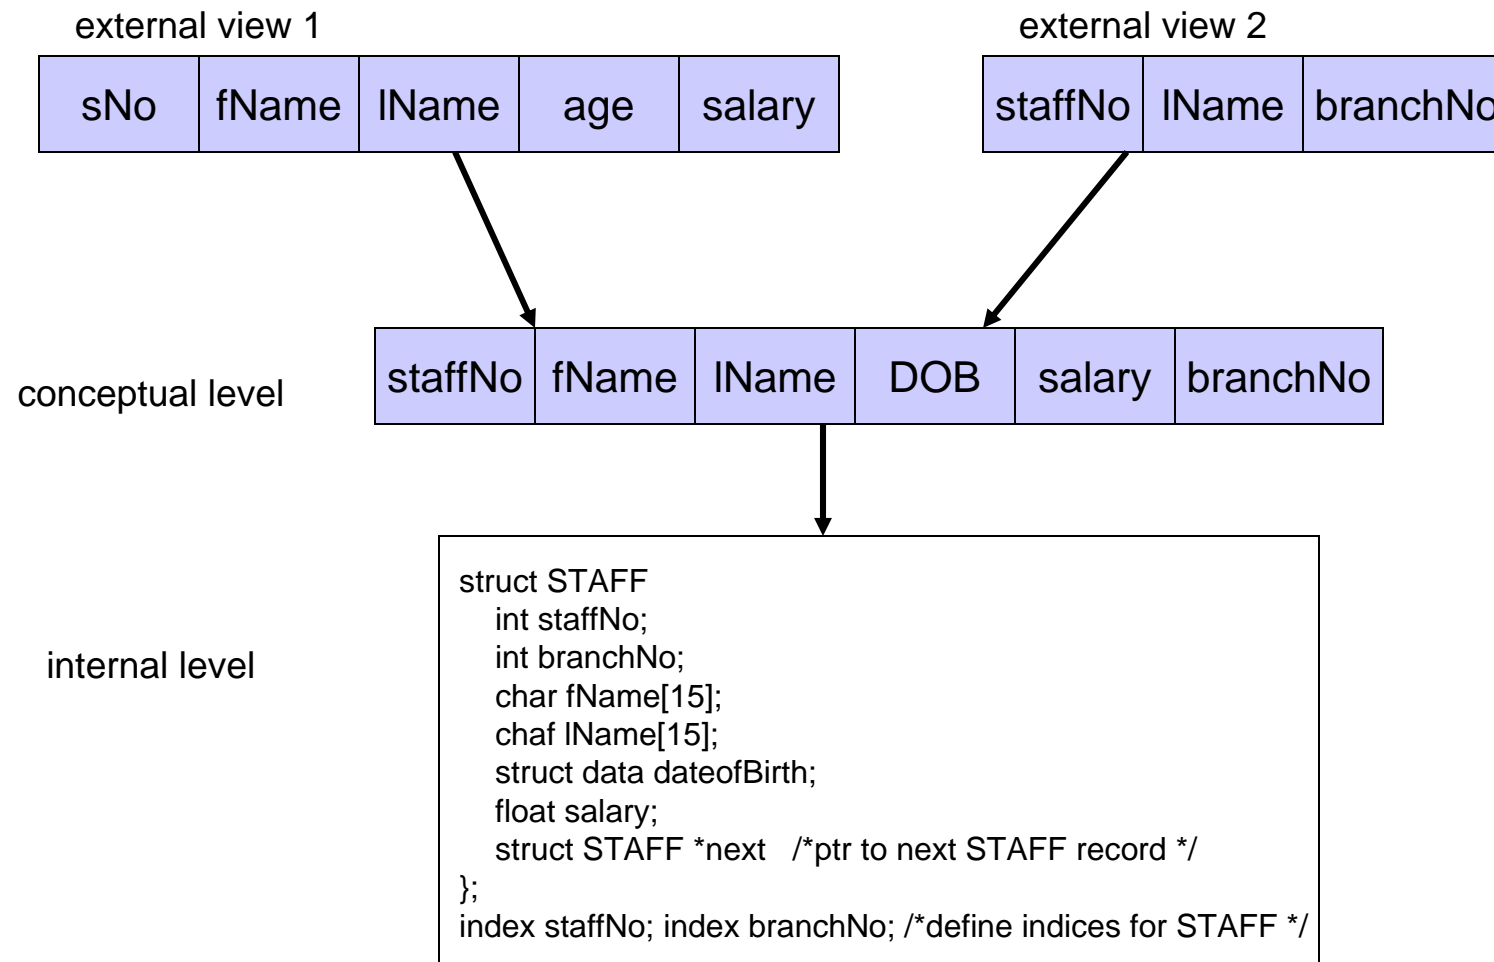 external view 1
external view 2
sNo fName lName age salary
staffNo lName branchNo
conceptual level
staffNo fName lName DOB salary branchNo
internal level
struct STAFF
int staffNo;
int branchNo;
char fName[15];
chaf lName[15];
struct data dateofBirth;
float salary;
struct STAFF *next /*ptr to next STAFF record */
};
index staffNo; index branchNo; /*define indices for STAFF */